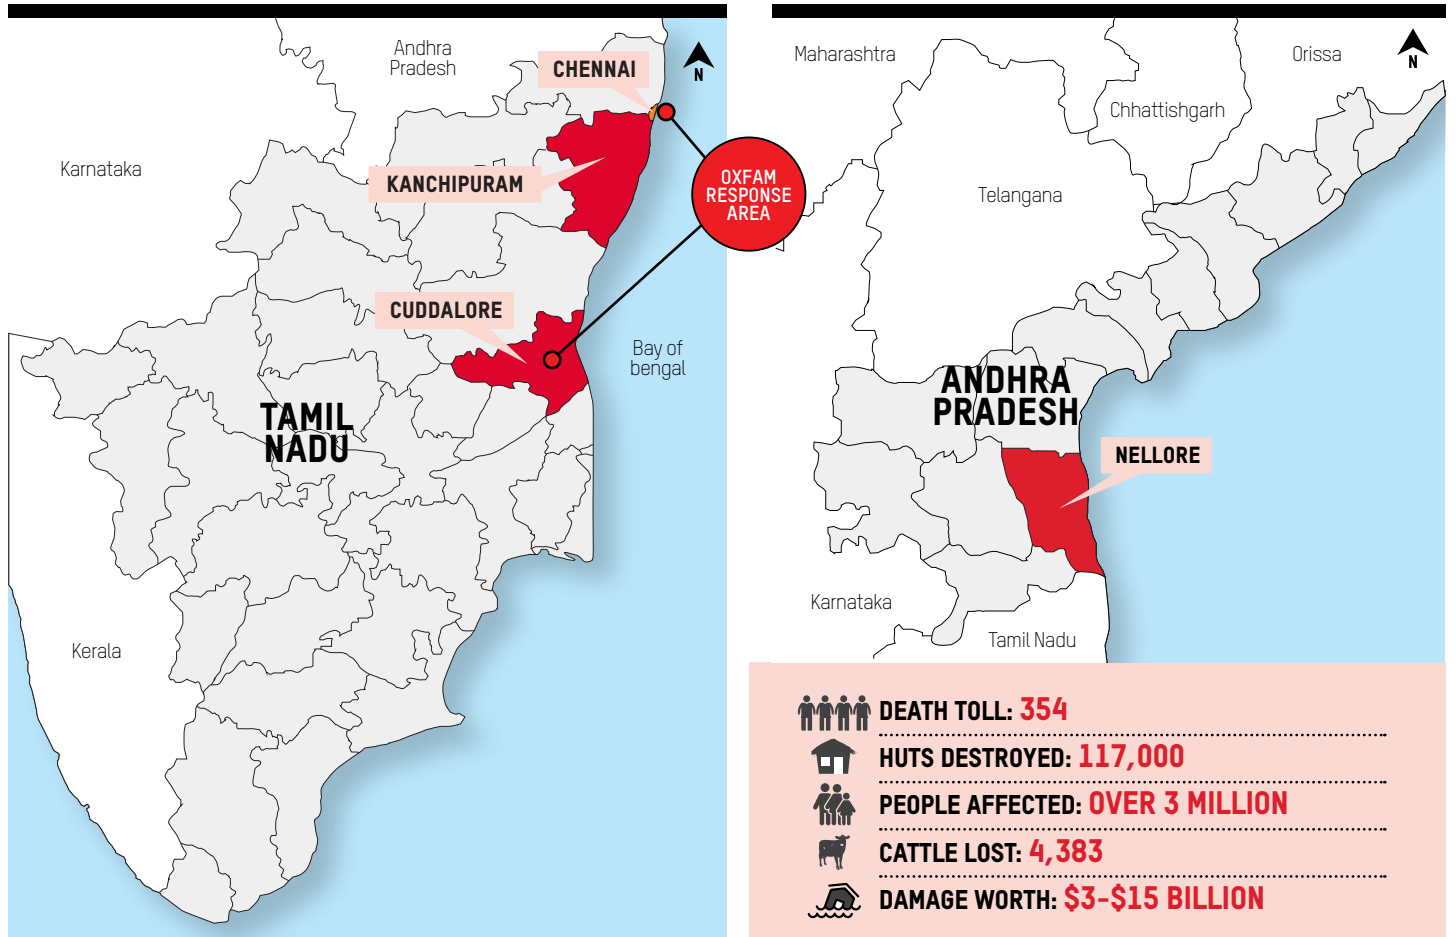 Andhra
Pradesh
CHENNAI
N
Karnataka
KANCHIPURAM
OXFAM
RESPONSE
AREA
CUDDALORE
Bay of
bengal
TAMIL
NADU
Kerala
Maharashtra
Orissa
N
Chhattishgarh
Telangana
ANDHRA
PRADESH
NELLORE
Karnataka
Tamil Nadu
DEATH TOLL: 354
HUTS DESTROYED: 117,000
PEOPLE AFFECTED: OVER 3 MILLION
CATTLE LOST: 4,383
DAMAGE WORTH: $3-$15 BILLION